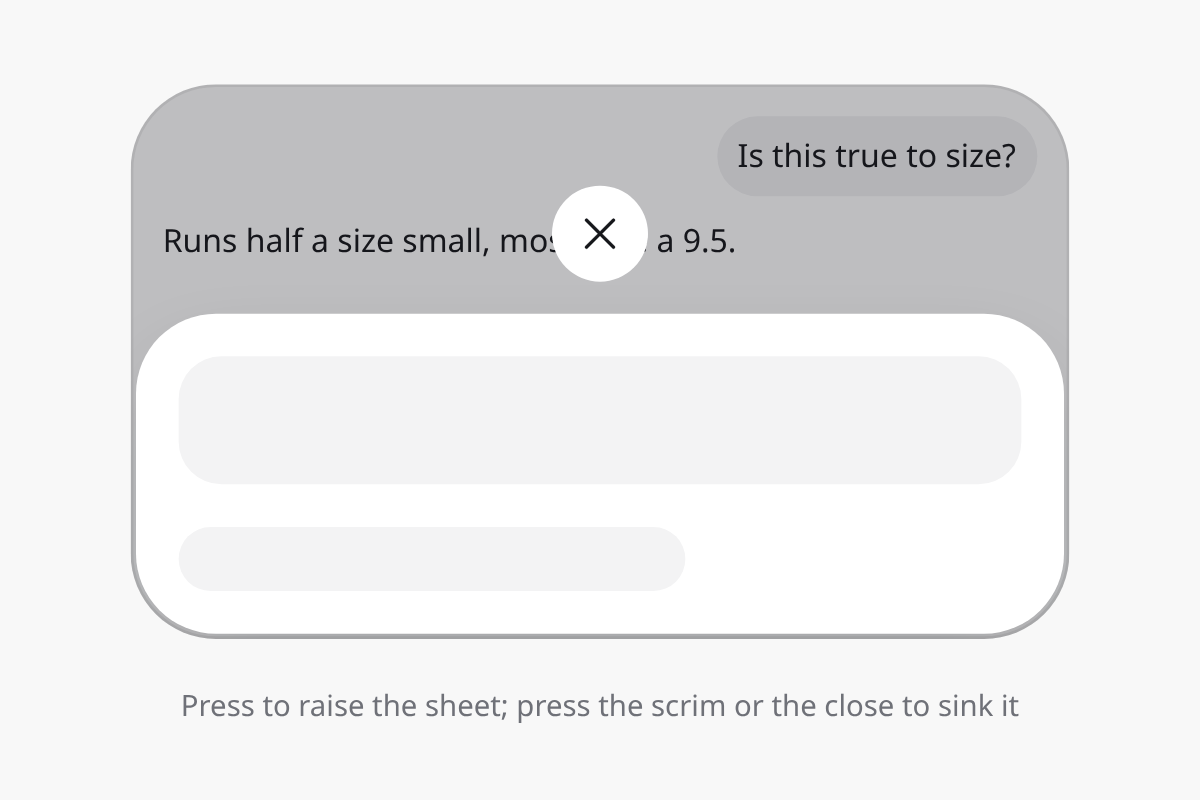 Is this true to size?
Runs half a size small, a 9.5.
Press to raise the sheet; press the scrim or the close to sink it